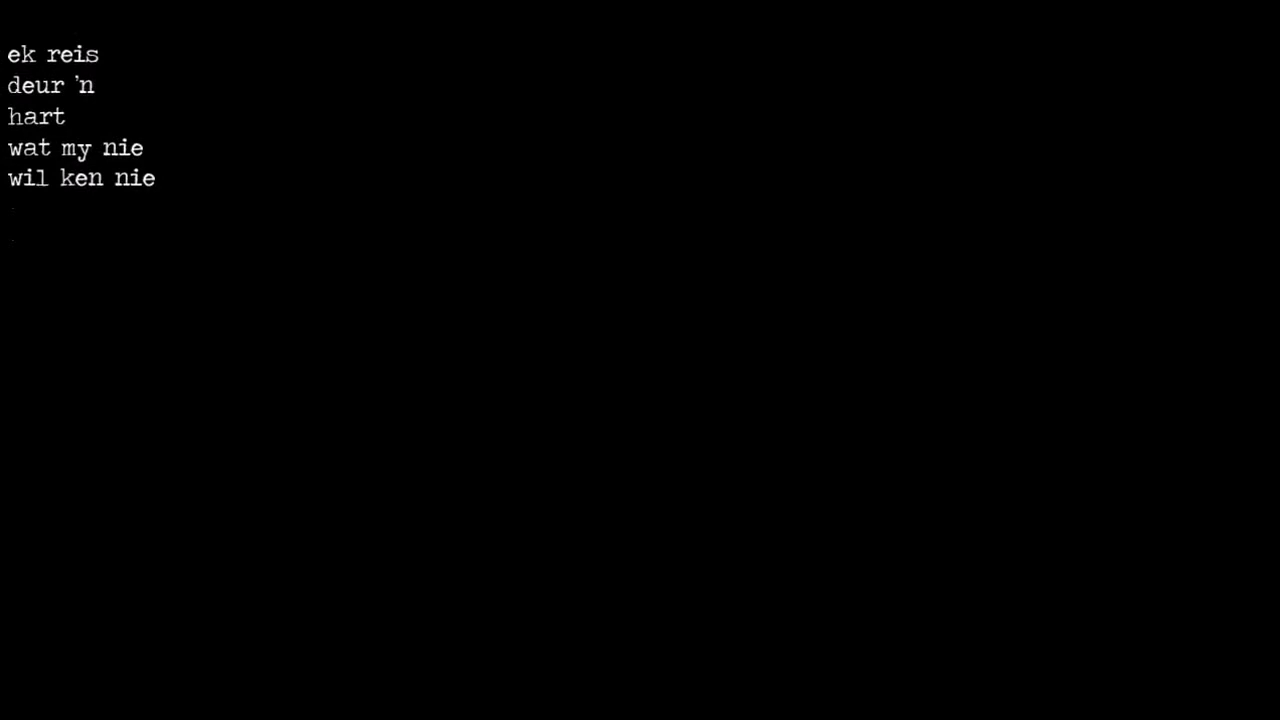 ek reis
deur 'n
hart
wat my nie
wil ken nie